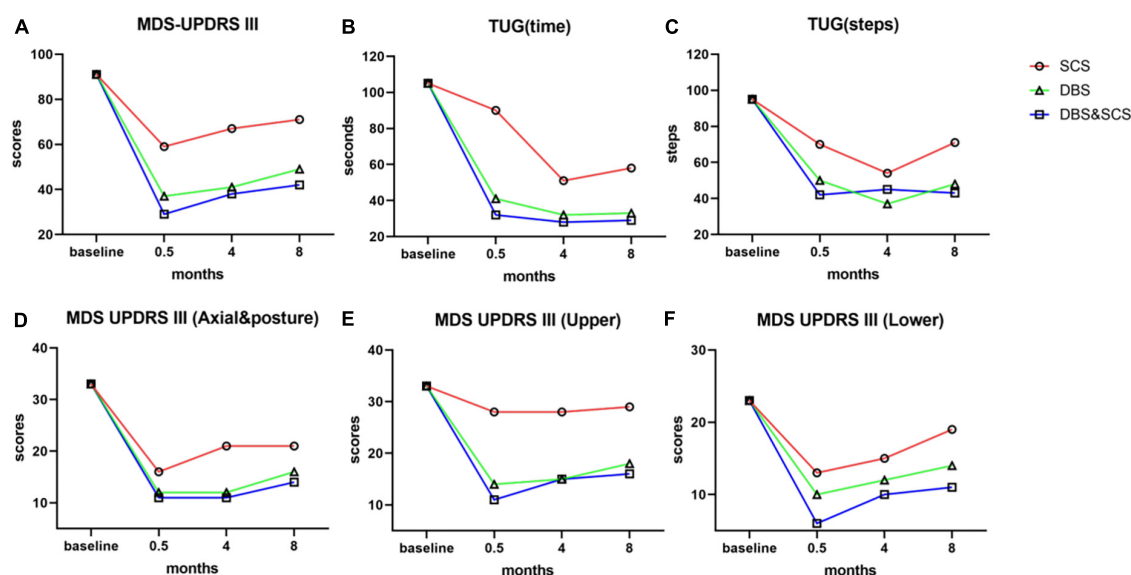 A MDS-UPDRS III
100
80
60
40
20
scores
baseline 0.5 4 8
months
B TUG(time)
120
100
80
60
40
20
seconds
baseline 0.5 4 8
months
C TUG(steps)
120
100
80
60
40
20
steps
baseline 0.5 4 8
months
SCS
DBS
DBS&SCS
D MDS UPDRS III (Axial&posture)
40
30
20
10
scores
baseline 0.5 4 8
months
E MDS UPDRS III (Upper)
40
30
20
10
scores
baseline 0.5 4 8
months
F MDS UPDRS III (Lower)
30
20
10
scores
baseline 0.5 4 8
months